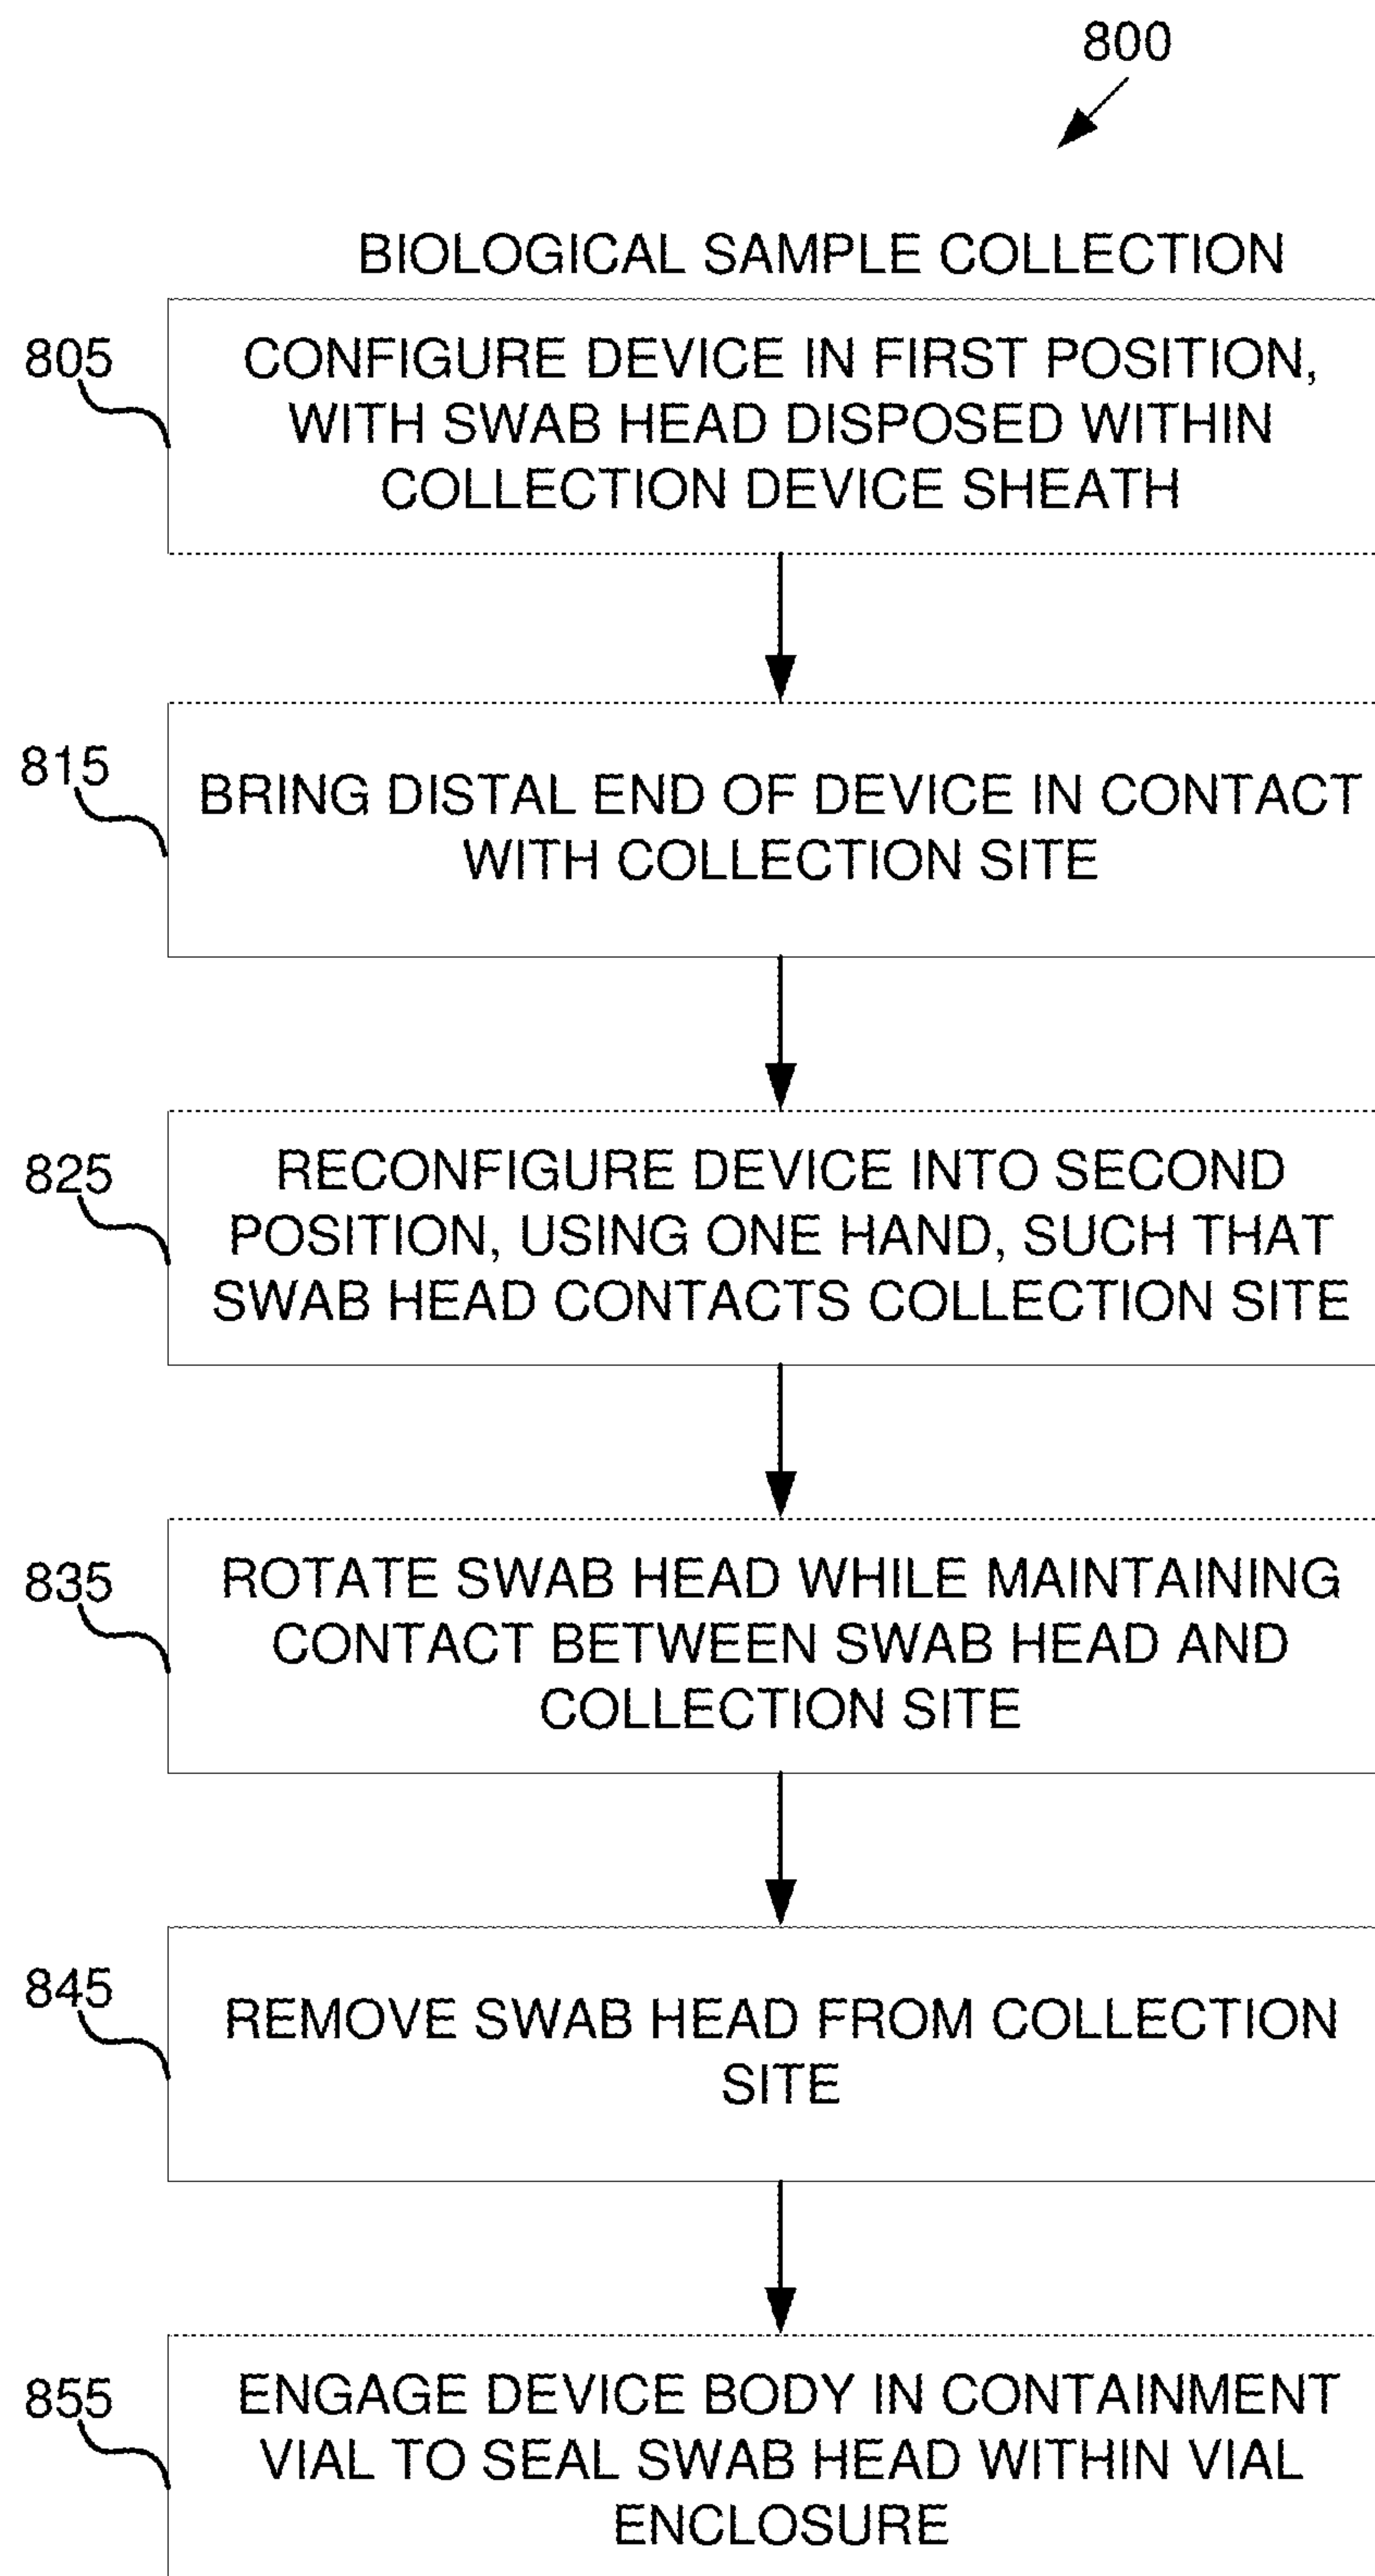 800
BIOLOGICAL SAMPLE COLLECTION
805
CONFIGURE DEVICE IN FIRST POSITION,
WITH SWAB HEAD DISPOSED WITHIN
COLLECTION DEVICE SHEATH
815
BRING DISTAL END OF DEVICE IN CONTACT
WITH COLLECTION SITE
825
RECONFIGURE DEVICE INTO SECOND
POSITION, USING ONE HAND, SUCH THAT
SWAB HEAD CONTACTS COLLECTION SITE
835
ROTATE SWAB HEAD WHILE MAINTAINING
CONTACT BETWEEN SWAB HEAD AND
COLLECTION SITE
845
REMOVE SWAB HEAD FROM COLLECTION
SITE
855
ENGAGE DEVICE BODY IN CONTAINMENT
VIAL TO SEAL SWAB HEAD WITHIN VIAL
ENCLOSURE